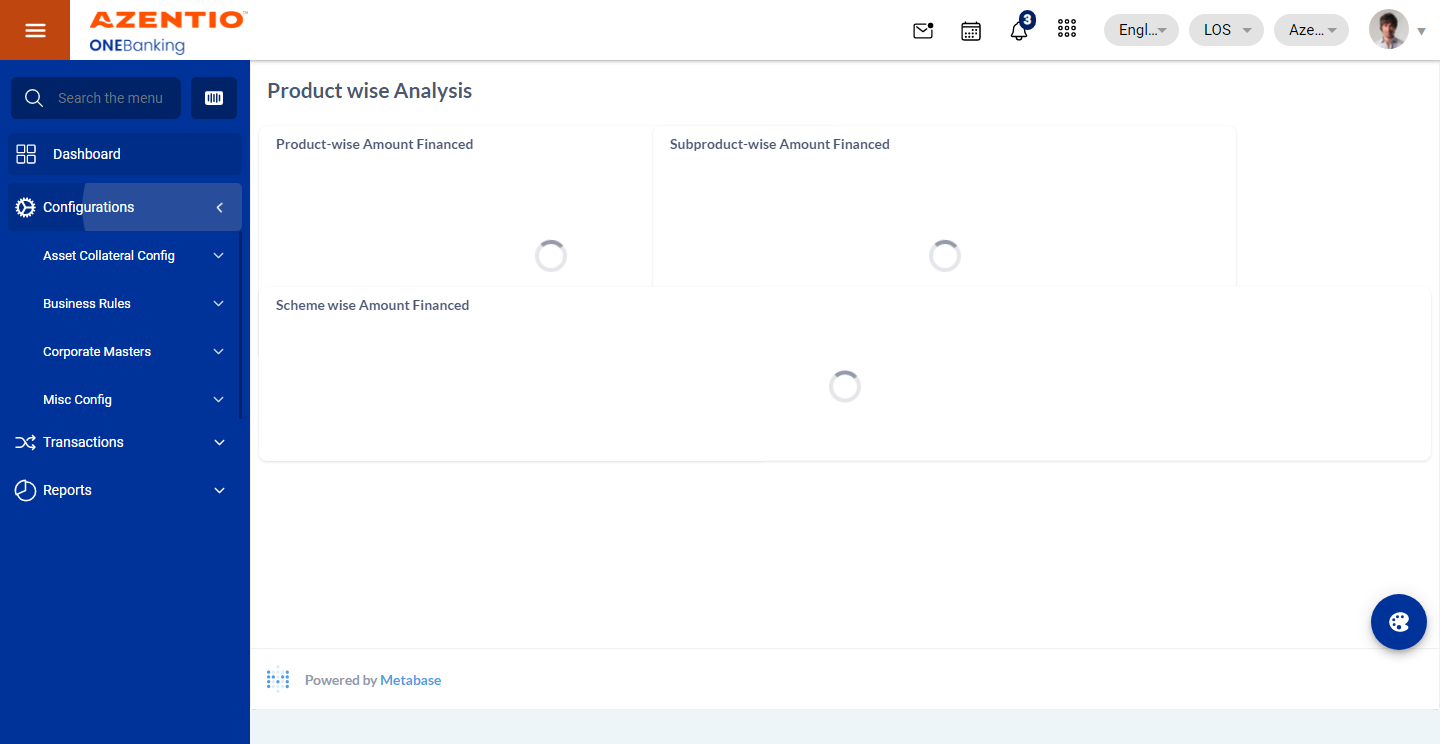 AZENTIO™
ONEBanking
3
Engl...
LOS
Aze...
Search the menu
Dashboard
Configurations
Asset Collateral Config
Business Rules
Corporate Masters
Misc Config
Transactions
Reports
Product wise Analysis
Product-wise Amount Financed
Subproduct-wise Amount Financed
Scheme wise Amount Financed
Powered by Metabase